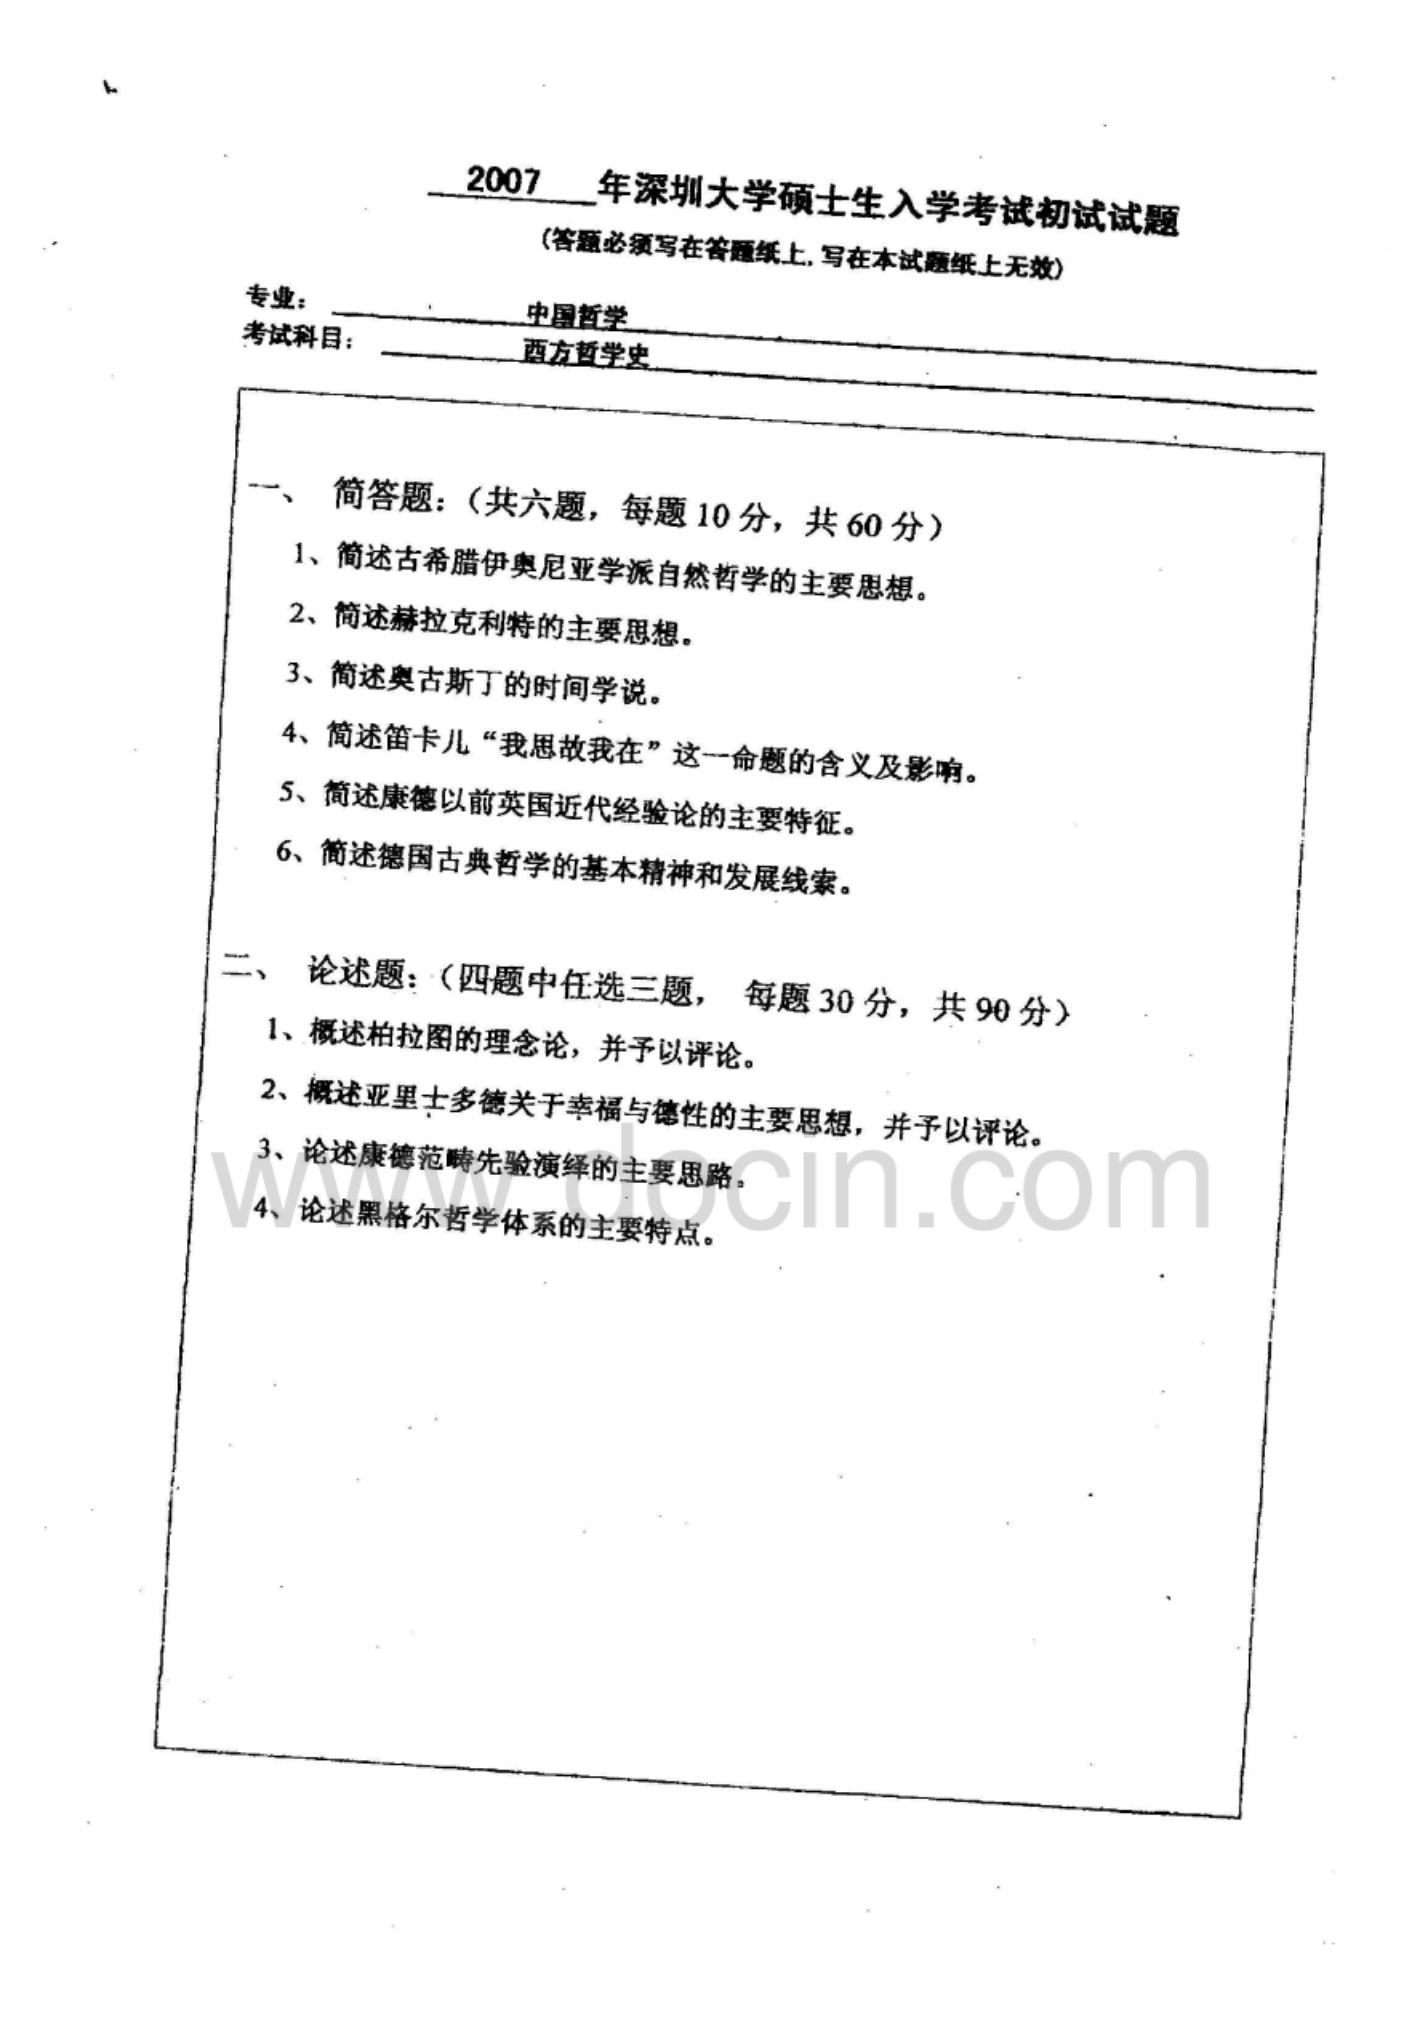 2007 年深圳大学硕士生入学考试初试试题
(答题必须写在答题纸上,写在本试题纸上无效)
专业: 中国哲学
考试科目: 西方哲学史
一、 简答题:(共六题,每题10分,共60分)
1、简述古希腊伊奥尼亚学派自然哲学的主要思想。
2、简述赫拉克利特的主要思想。
3、简述奥古斯丁的时间学说。
4、简述笛卡儿“我思故我在”这一命题的含义及影响。
5、简述康德以前英国近代经验论的主要特征。
6、简述德国古典哲学的基本精神和发展线索。
二、 论述题:(四题中任选三题, 每题30分,共90分)
1、概述柏拉图的理念论,并予以评论。
2、概述亚里士多德关于幸福与德性的主要思想,并予以评论。
3、论述康德范畴先验演绎的主要思路。
4、论述黑格尔哲学体系的主要特点。
www.docin.com